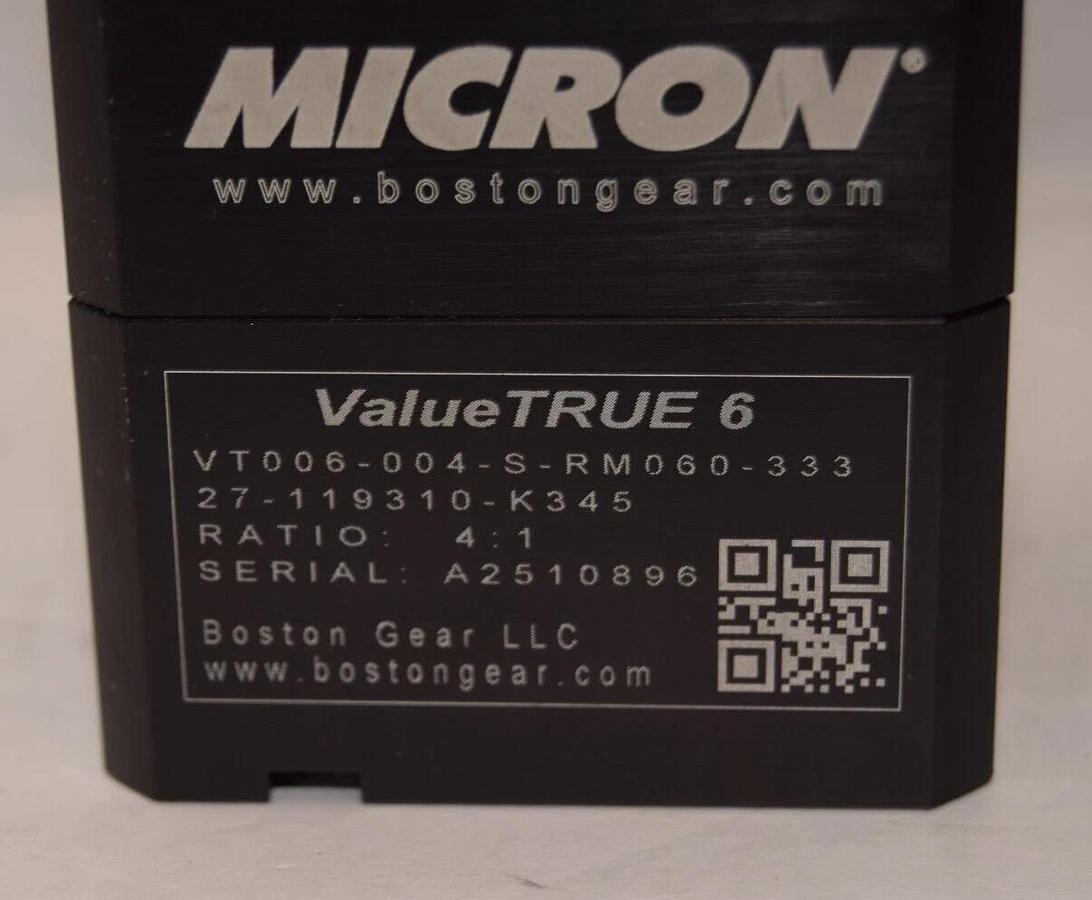 MICRON®
www.bostongear.com
ValueTRUE 6
VT006-004-S-RM060-333
27-119310-K345
RATIO: 4:1
SERIAL: A2510896
Boston Gear LLC
www.bostongear.com